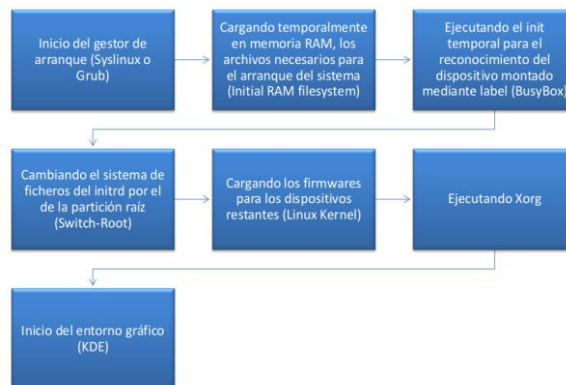 Inicio del gestor de
arranque (Syslinux o
Grub)
Cargando temporalmente
en memoria RAM, los
archivos necesarios para
el arranque del sistema
(Initial RAM filesystem)
Ejecutando el init
temporal para el
reconocimiento del
dispositivo montado
mediante label (BusyBox)
Cambiando el sistema de
ficheros del initrd por el
de la partición raíz
(Switch-Root)
Cargando los firmwares
para los dispositivos
restantes (Linux Kernel)
Ejecutando Xorg
Inicio del entorno gráfico
(KDE)